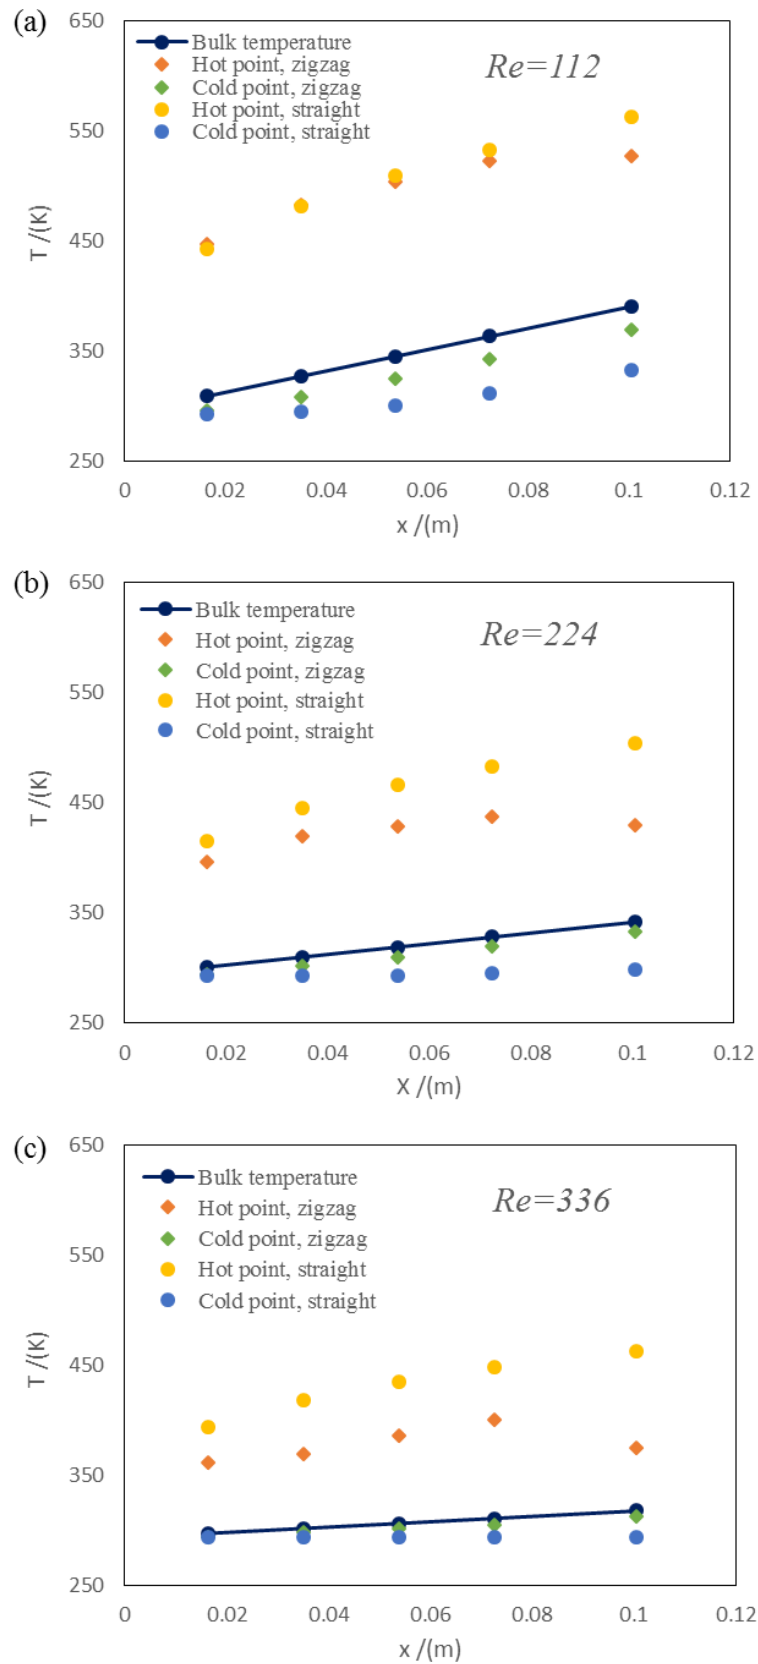 (a)
650
550
450
350
250
T /(K)
Bulk temperature
Hot point, zigzag
Cold point, zigzag
Hot point, straight
Cold point, straight
Re=112
0 0.02 0.04 0.06 0.08 0.1 0.12
x /(m)
(b)
650
550
450
350
250
T /(K)
Bulk temperature
Hot point, zigzag
Cold point, zigzag
Hot point, straight
Cold point, straight
Re=224
0 0.02 0.04 0.06 0.08 0.1 0.12
X /(m)
(c)
650
550
450
350
250
T /(K)
Bulk temperature
Hot point, zigzag
Cold point, zigzag
Hot point, straight
Cold point, straight
Re=336
0 0.02 0.04 0.06 0.08 0.1 0.12
x /(m)